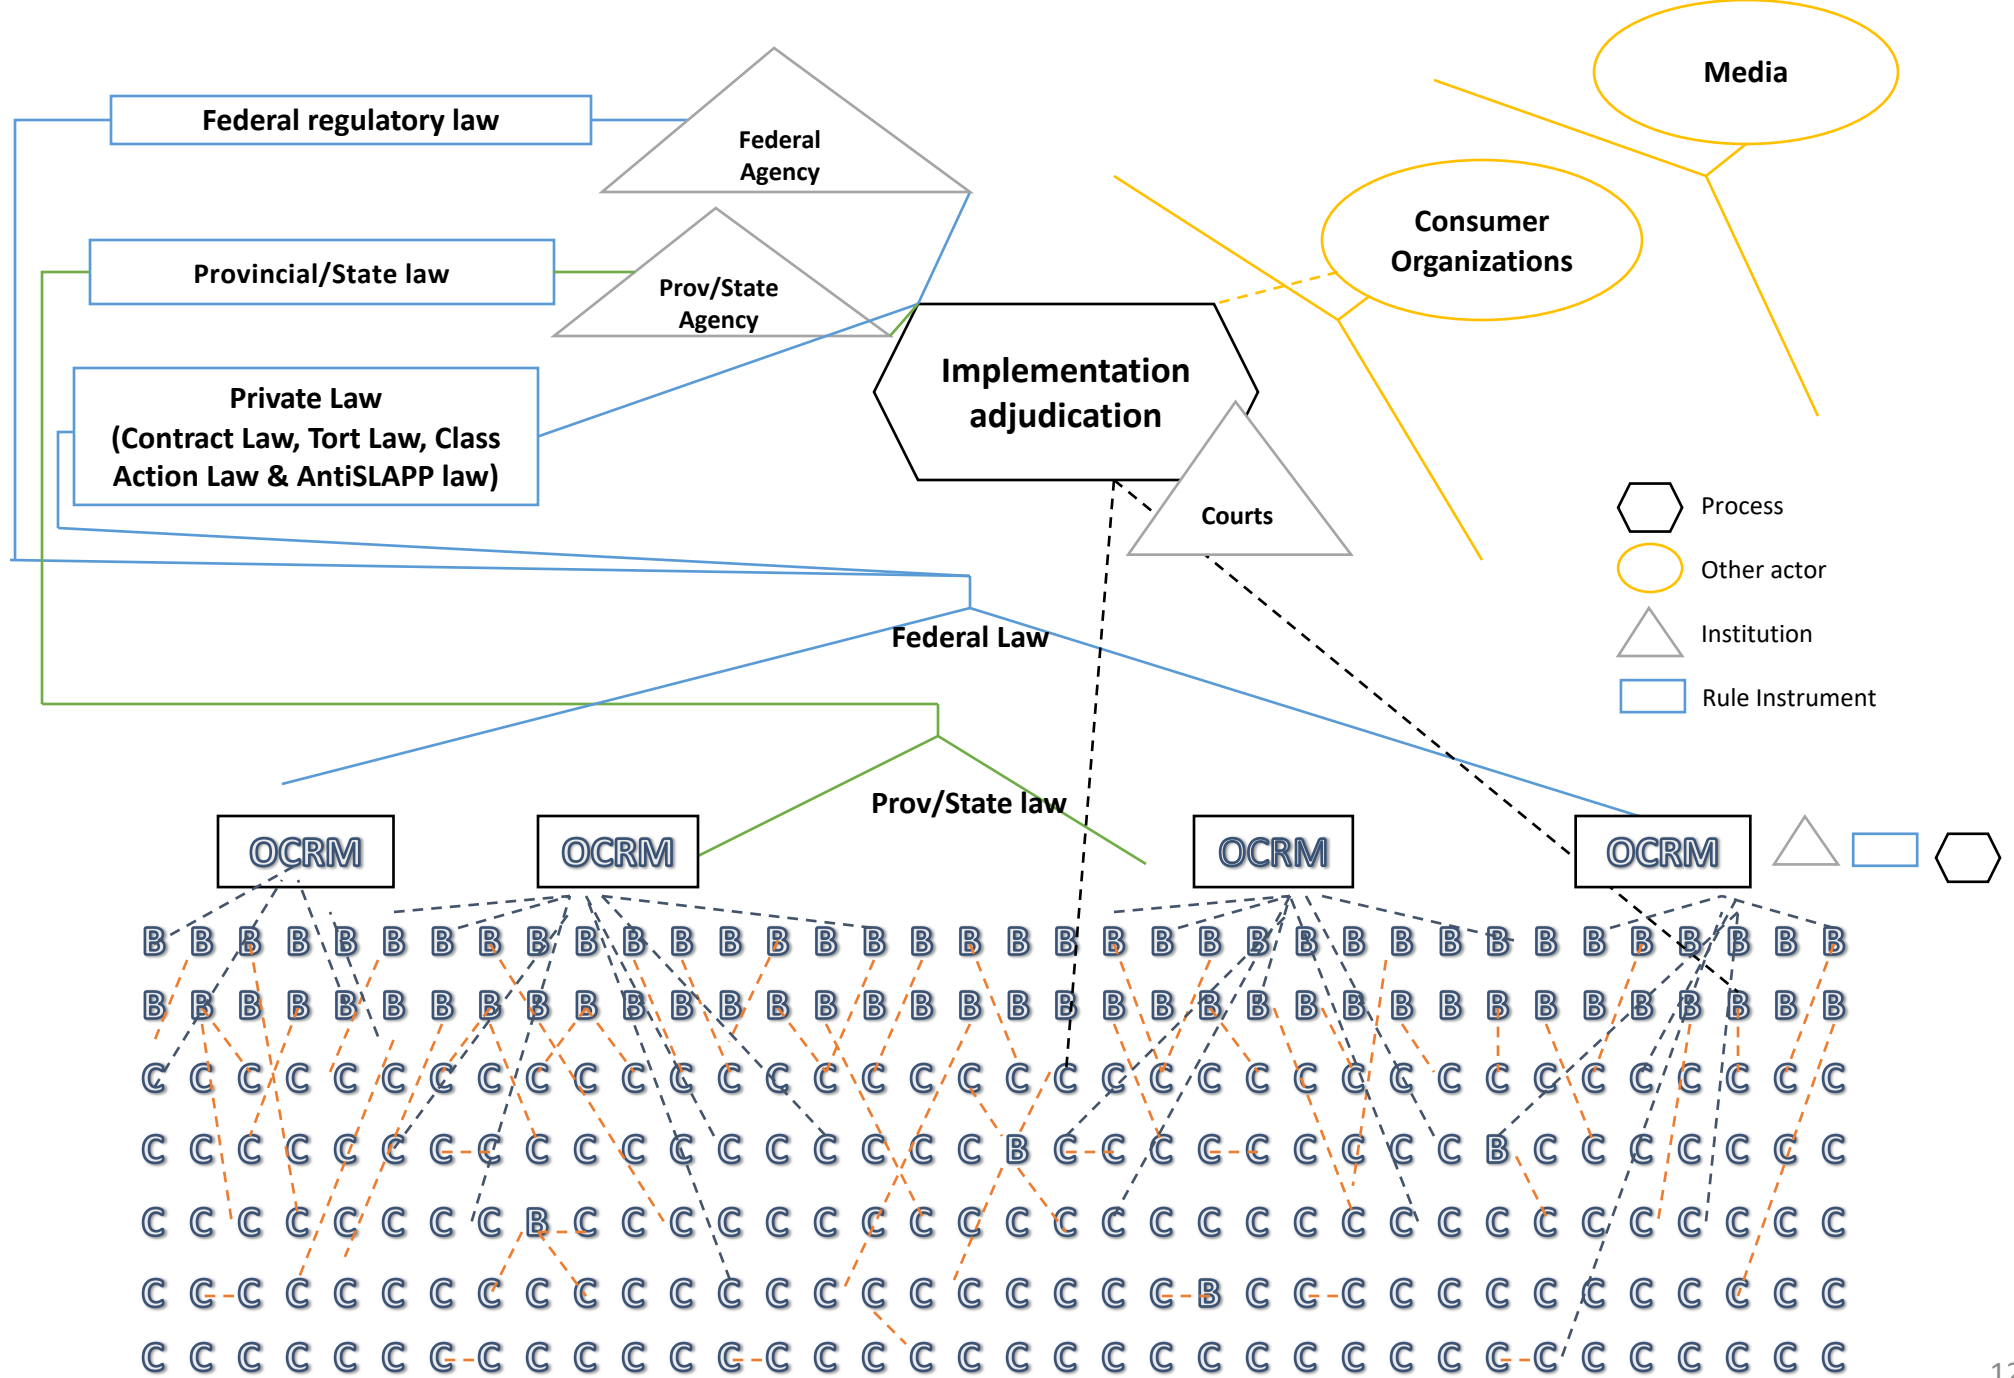 Media
Federal regulatory law
Federal
Agency
Consumer
Organizations
Provincial/State law
Prov/State
Agency
Implementation
adjudication
Private Law
(Contract Law, Tort Law, Class
Action Law & AntiSLAPP law)
Courts
Process
Other actor
Institution
Rule Instrument
Federal Law
Prov/State law
OCRM OCRM OCRM OCRM
B B B B B B B B B B B B B B B B B B B B B B B B B B B B B B B B B B B B
B B B B B B B B B B B B B B B B B B B B B B B B B B B B B B B B B B B B
C C C C C C C C C C C C C C C C C C C C C C C C C C C C C C C C C C C C
C C C C C C C C C C C C C C C C C C B C C C C C C C C C B C C C C C C C
C C C C C C C C B C C C C C C C C C C C C C C C C C C C C C C C C C C C
C C C C C C C C C C C C C C C C C C C C C C B C C C C C C C C C C C C C
C C C C C C C C C C C C C C C C C C C C C C C C C C C C C C C C C C C C